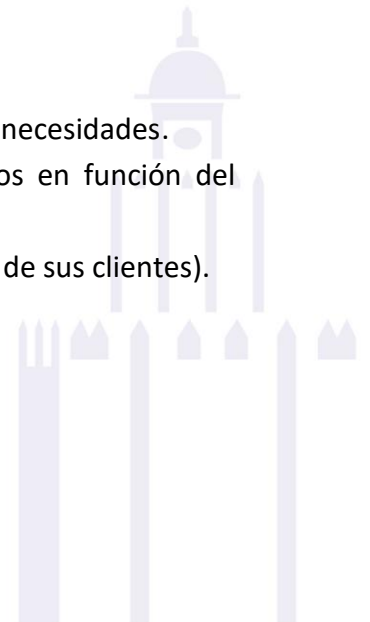 necesidades.
os en función del
de sus clientes).